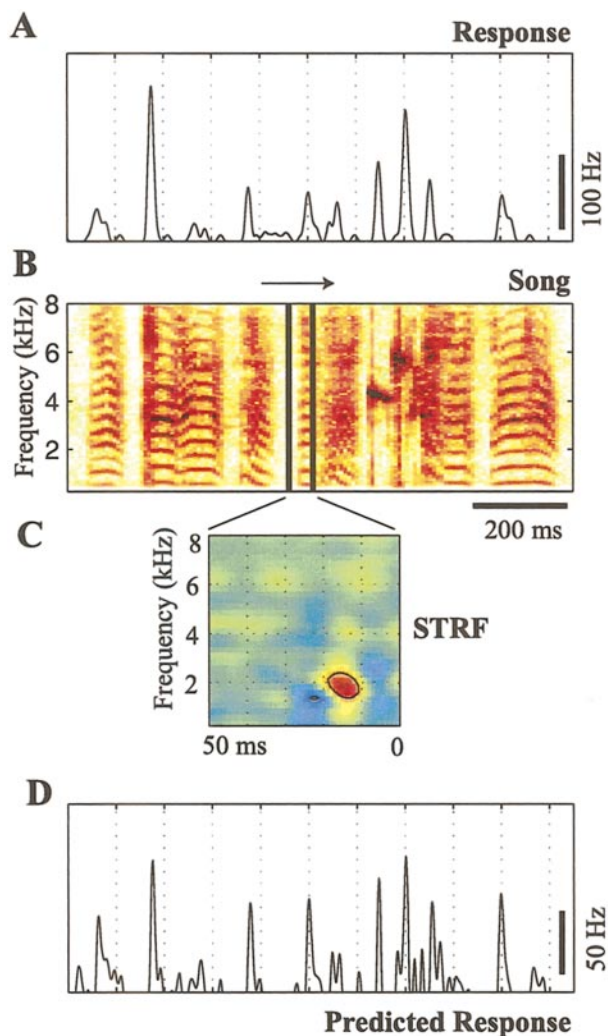 A
Response
100 Hz
B
Song
Frequency (kHz)
8
6
4
2
200 ms
C
Frequency (kHz)
8
6
4
2
STRF
50 ms
0
D
50 Hz
Predicted Response